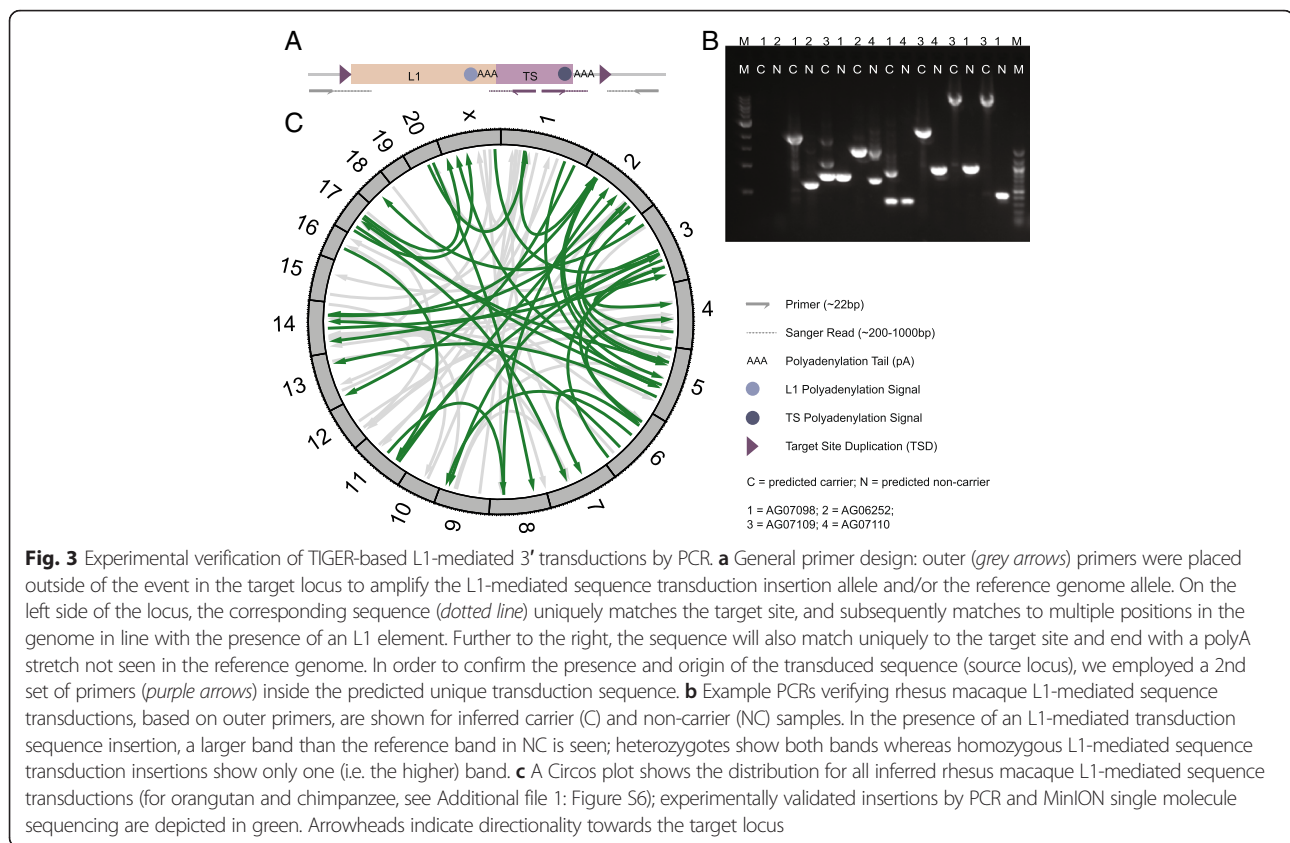 A
B
M 1 2 1 2 3 1 2 4 1 4 3 4 3 1 3 1 M
M C N C N C N C N C N C N C N C N M
L1 AAA TS AAA
C
1
2
3
4
5
6
7
8
9
10
11
12
13
14
15
16
17
18
19
20
X
Primer (~22bp)
Sanger Read (~200-1000bp)
AAA Polyadenylation Tail (pA)
L1 Polyadenylation Signal
TS Polyadenylation Signal
Target Site Duplication (TSD)
C = predicted carrier; N = predicted non-carrier
1 = AG07098; 2 = AG06252;
3 = AG07109; 4 = AG07110
Fig. 3 Experimental verification of TIGER-based L1-mediated 3′ transductions by PCR. a General primer design: outer (grey arrows) primers were placed
outside of the event in the target locus to amplify the L1-mediated sequence transduction insertion allele and/or the reference genome allele. On the
left side of the locus, the corresponding sequence (dotted line) uniquely matches the target site, and subsequently matches to multiple positions in the
genome in line with the presence of an L1 element. Further to the right, the sequence will also match uniquely to the target site and end with a polyA
stretch not seen in the reference genome. In order to confirm the presence and origin of the transduced sequence (source locus), we employed a 2nd
set of primers (purple arrows) inside the predicted unique transduction sequence. b Example PCRs verifying rhesus macaque L1-mediated sequence
transductions, based on outer primers, are shown for inferred carrier (C) and non-carrier (NC) samples. In the presence of an L1-mediated transduction
sequence insertion, a larger band than the reference band in NC is seen; heterozygotes show both bands whereas homozygous L1-mediated sequence
transduction insertions show only one (i.e. the higher) band. c A Circos plot shows the distribution for all inferred rhesus macaque L1-mediated sequence
transductions (for orangutan and chimpanzee, see Additional file 1: Figure S6); experimentally validated insertions by PCR and MinION single molecule
sequencing are depicted in green. Arrowheads indicate directionality towards the target locus